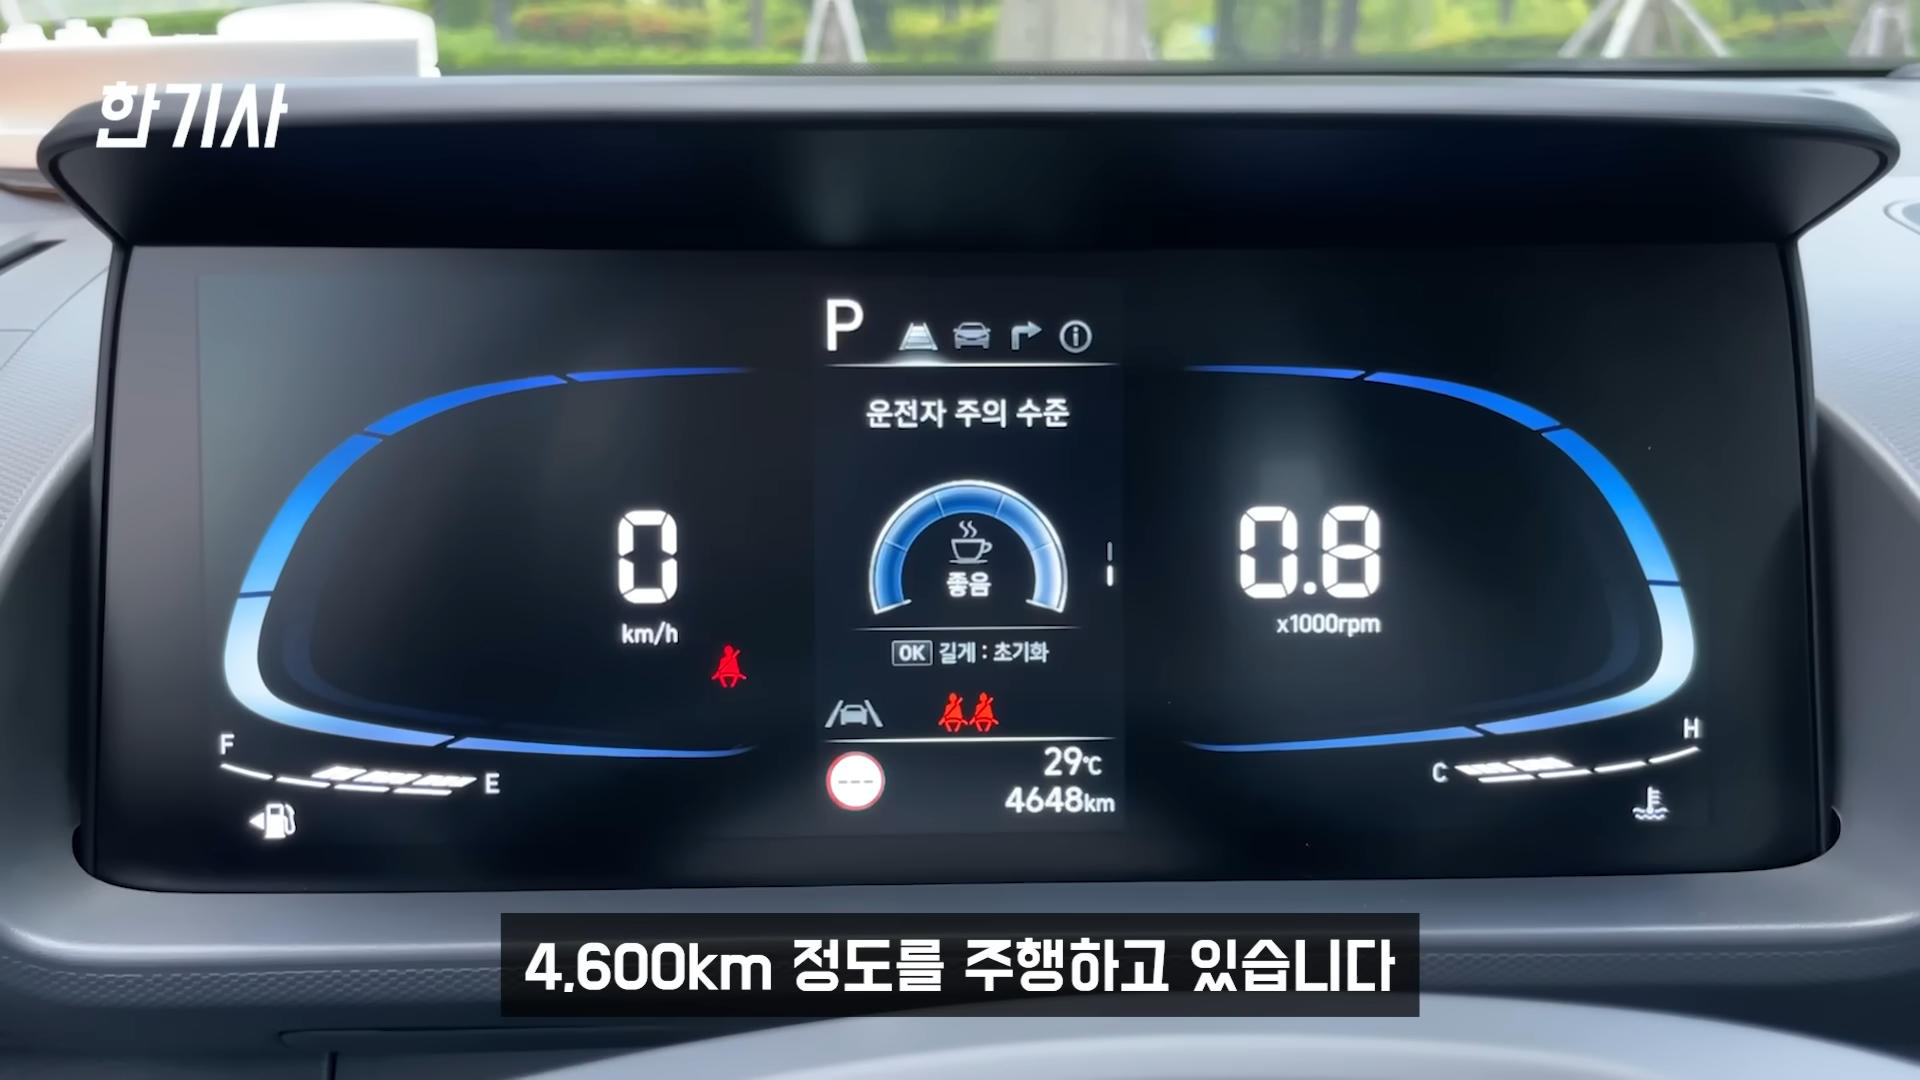 한기사
P
운전자 주의 수준
0
km/h
좋음
0.8
x1000rpm
OK 길게 : 초기화
F
E
---
29℃
4648km
C
H
4,600km 정도를 주행하고 있습니다